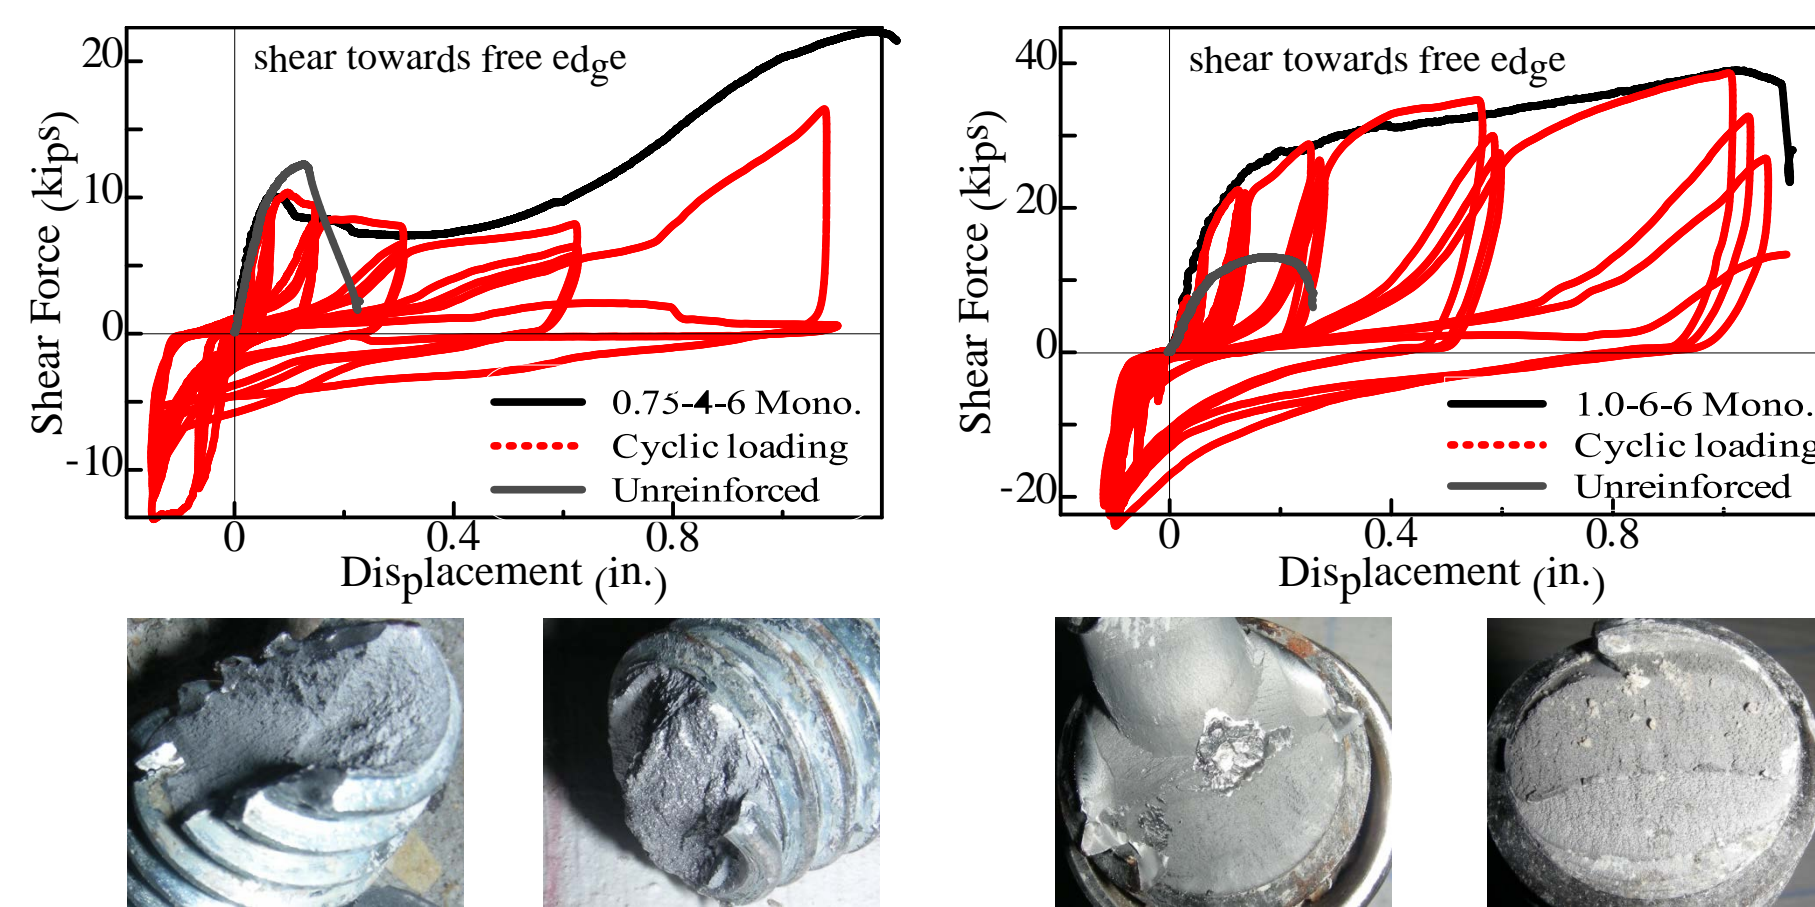 shear towards free edge
20
10
0
-10
Shear Force (kips)
0.75-4-6 Mono.
Cyclic loading
Unreinforced
0 0.4 0.8
Displacement (in.)
shear towards free edge
40
20
0
-20
Shear Force (kips)
1.0-6-6 Mono.
Cyclic loading
Unreinforced
0 0.4 0.8
Displacement (in.)